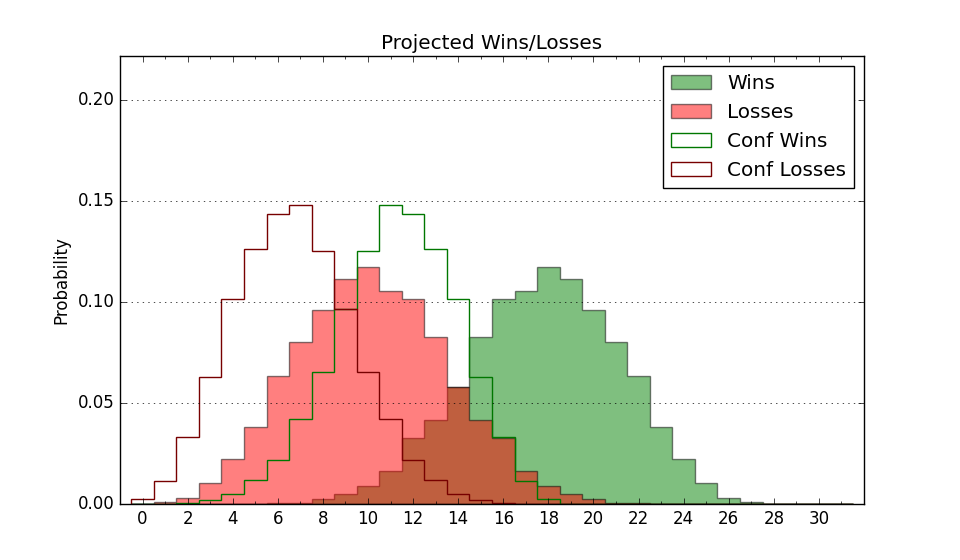 Projected Wins/Losses
Wins
Losses
Conf Wins
Conf Losses
Probability
0.20
0.15
0.10
0.05
0.00
0 2 4 6 8 10 12 14 16 18 20 22 24 26 28 30